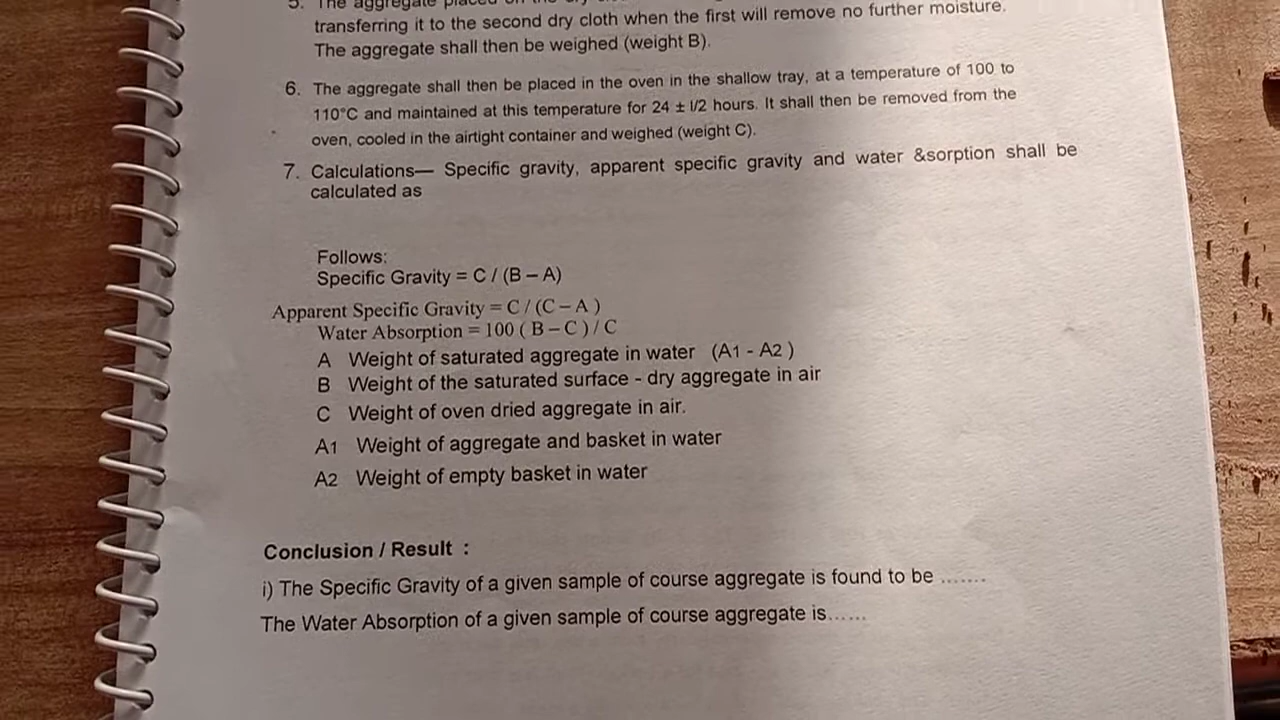 5. The aggregate placed on the dry
transferring it to the second dry cloth when the first will remove no further moisture.
The aggregate shall then be weighed (weight B).
6. The aggregate shall then be placed in the oven in the shallow tray, at a temperature of 100 to
110°C and maintained at this temperature for 24 ± l/2 hours. It shall then be removed from the
oven, cooled in the airtight container and weighed (weight C).
7. Calculations— Specific gravity, apparent specific gravity and water &sorption shall be
calculated as
Follows:
Specific Gravity = C / (B – A)
Apparent Specific Gravity = C / (C – A )
Water Absorption = 100 ( B – C ) / C
A Weight of saturated aggregate in water (A1 - A2 )
B Weight of the saturated surface - dry aggregate in air
C Weight of oven dried aggregate in air.
A1 Weight of aggregate and basket in water
A2 Weight of empty basket in water
Conclusion / Result :
i) The Specific Gravity of a given sample of course aggregate is found to be .......
The Water Absorption of a given sample of course aggregate is......